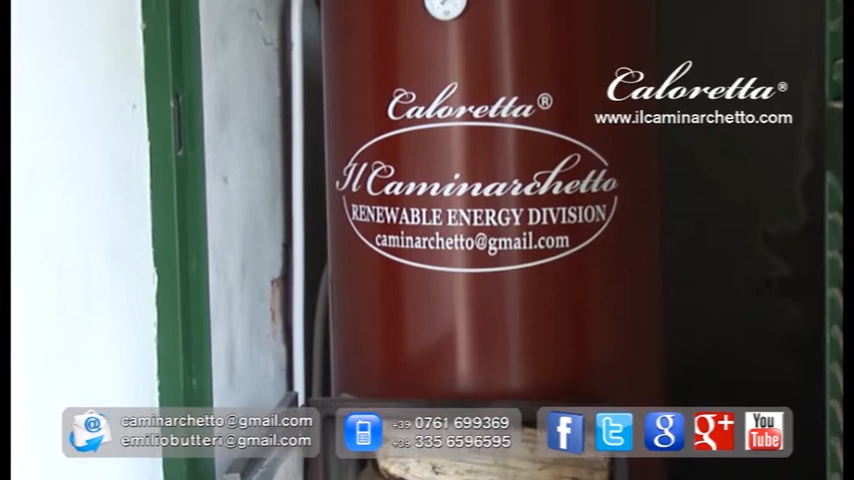 Caloretta®
Il Caminarchetto
RENEWABLE ENERGY DIVISION
caminarchetto@gmail.com
Caloretta®
www.ilcaminarchetto.com
caminarchetto@gmail.com
emiliobutteri@gmail.com
+39 0761 699369
+39 335 6596595
f
t
g
g+
You
Tube